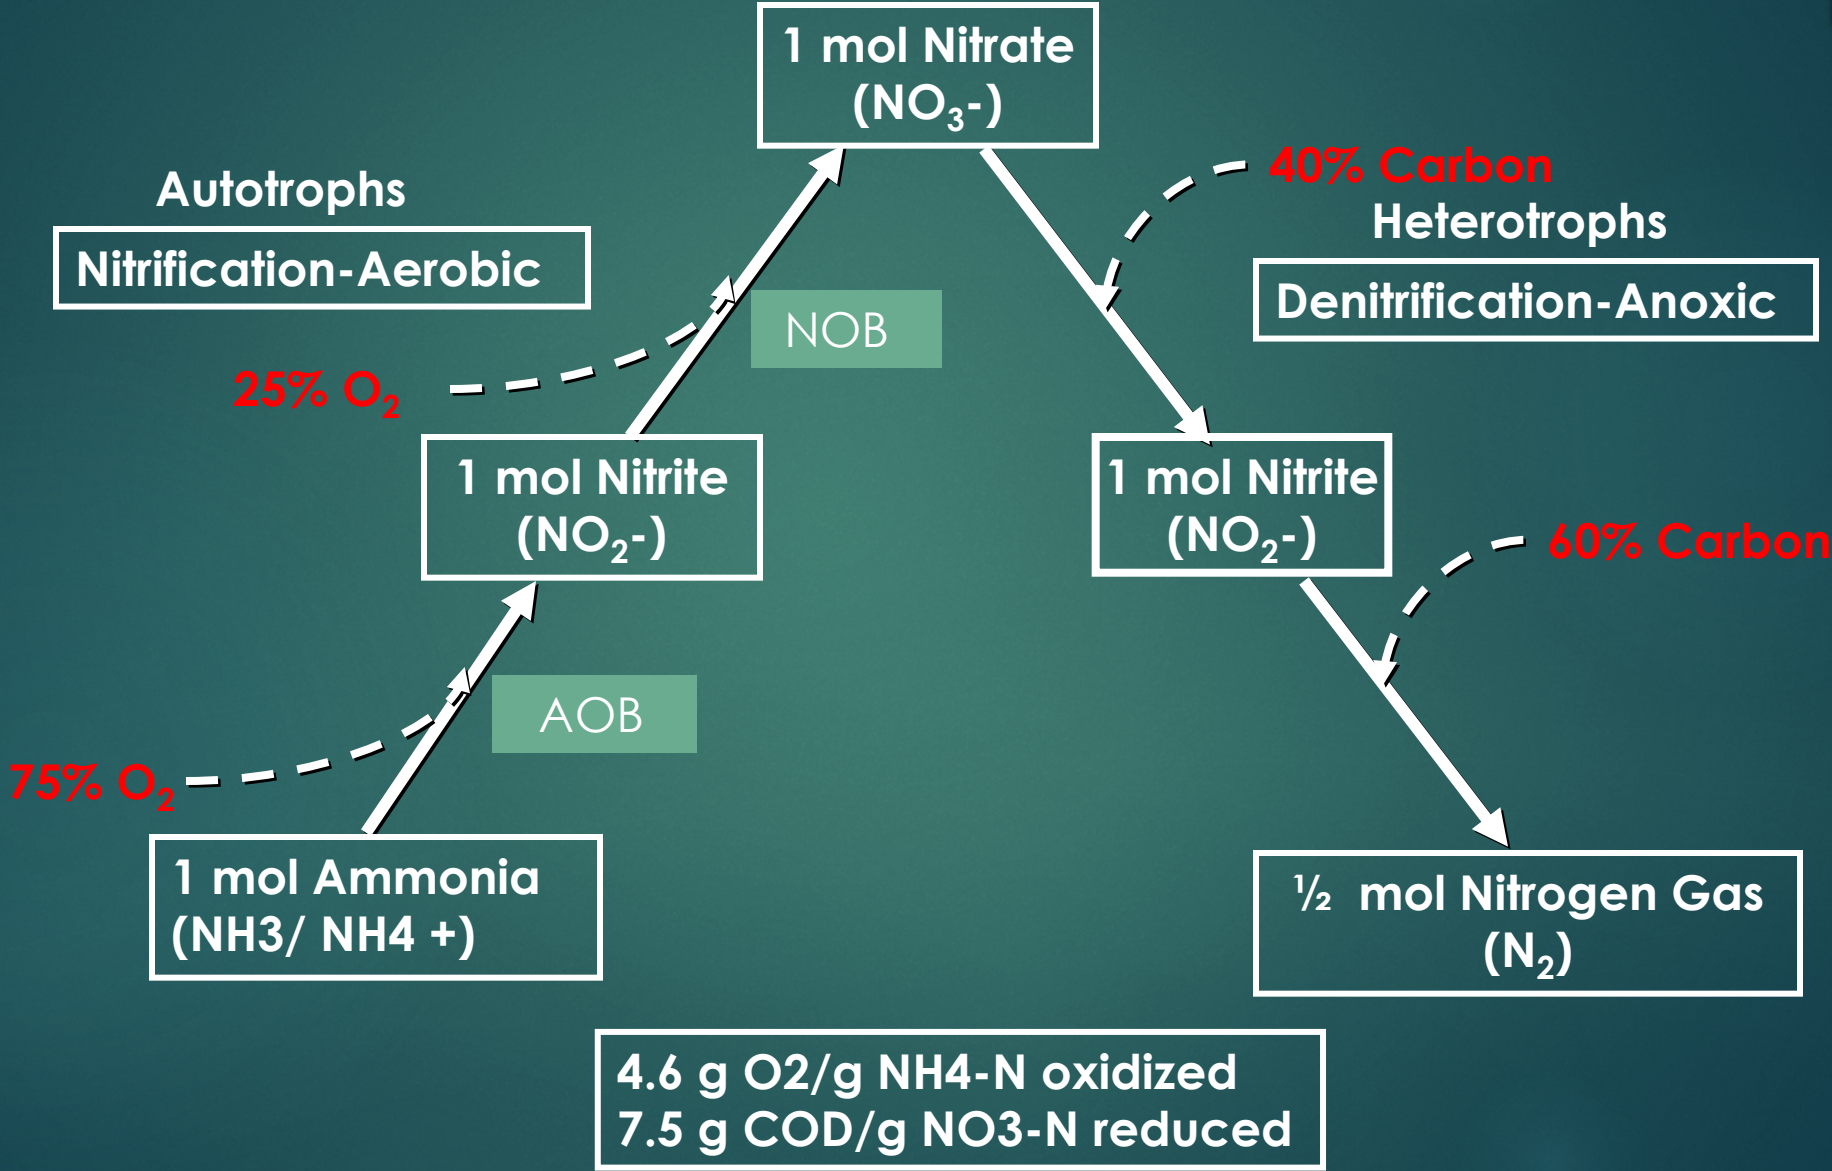 1 mol Nitrate
(NO₃-)
Autotrophs
Nitrification-Aerobic
40% Carbon
Heterotrophs
Denitrification-Anoxic
NOB
25% O₂
1 mol Nitrite
(NO₂-)
1 mol Nitrite
(NO₂-)
60% Carbon
AOB
75% O₂
1 mol Ammonia
(NH3/ NH4 +)
½ mol Nitrogen Gas
(N₂)
4.6 g O2/g NH4-N oxidized
7.5 g COD/g NO3-N reduced